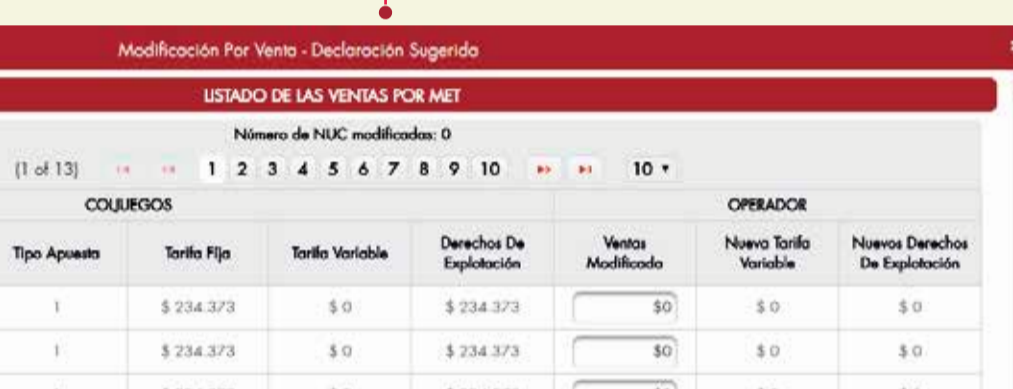 Modificación Por Venta - Declaración Sugerida
LISTADO DE LAS VENTAS POR MET
Número de NUC modificadas: 0
(1 of 13) 1 2 3 4 5 6 7 8 9 10 10
COLJUEGOS OPERADOR
Tipo Apuesta Tarifa Fija Tarifa Variable Derechos De Explotación Ventas Modificada Nueva Tarifa Variable Nuevos Derechos De Explotación
1 $ 234.373 $ 0 $ 234.373 $0 $ 0 $ 0
1 $ 234.373 $ 0 $ 234.373 $0 $ 0 $ 0